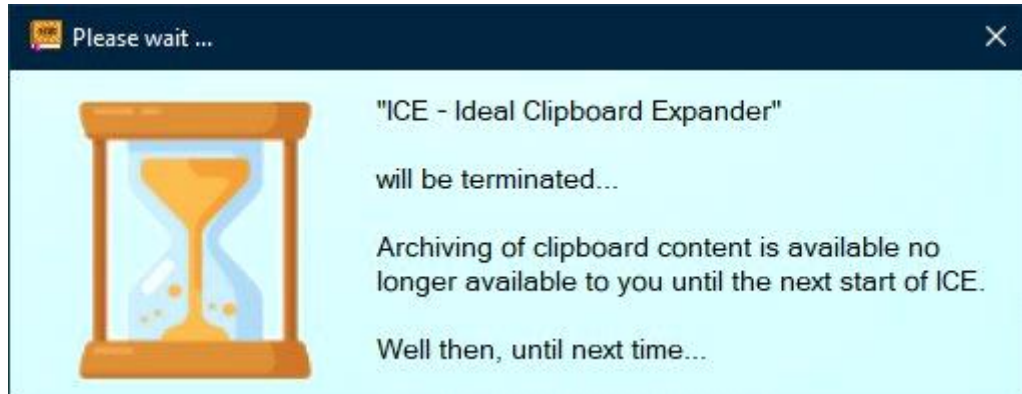 Please wait ...
"ICE - Ideal Clipboard Expander"
will be terminated...
Archiving of clipboard content is available no
longer available to you until the next start of ICE.
Well then, until next time...